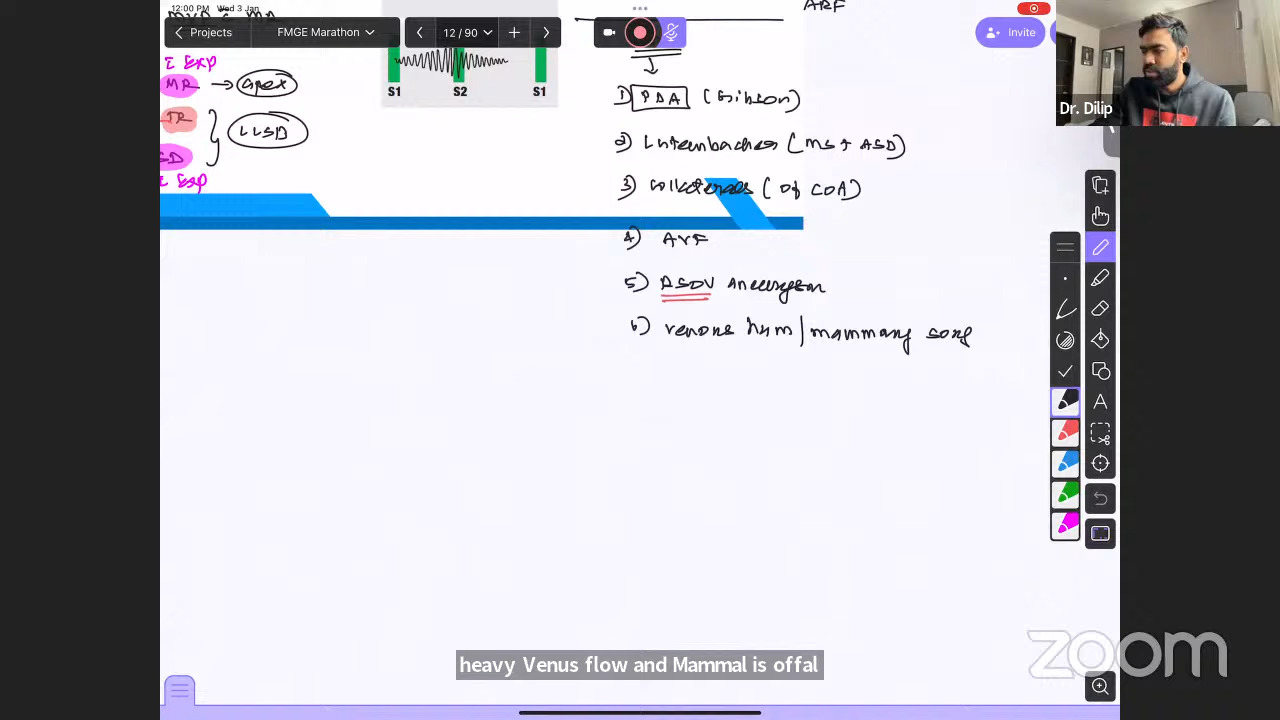 12:00 PM Wed 3 Jan
ARF
Projects
FMGE Marathon
12 / 90
Invite
Dr. Dilip
Exp
MR → apex
TR
LLSB
SD
Exp
S1 S2 S1
1) PDA (Gibson)
2) Lutembacher (MS + ASD)
3) Collaterals (of COA)
4) AVF
5) RSOV aneurysm
6) venous hum / mammary song
heavy Venus flow and Mammal is offal
zoom